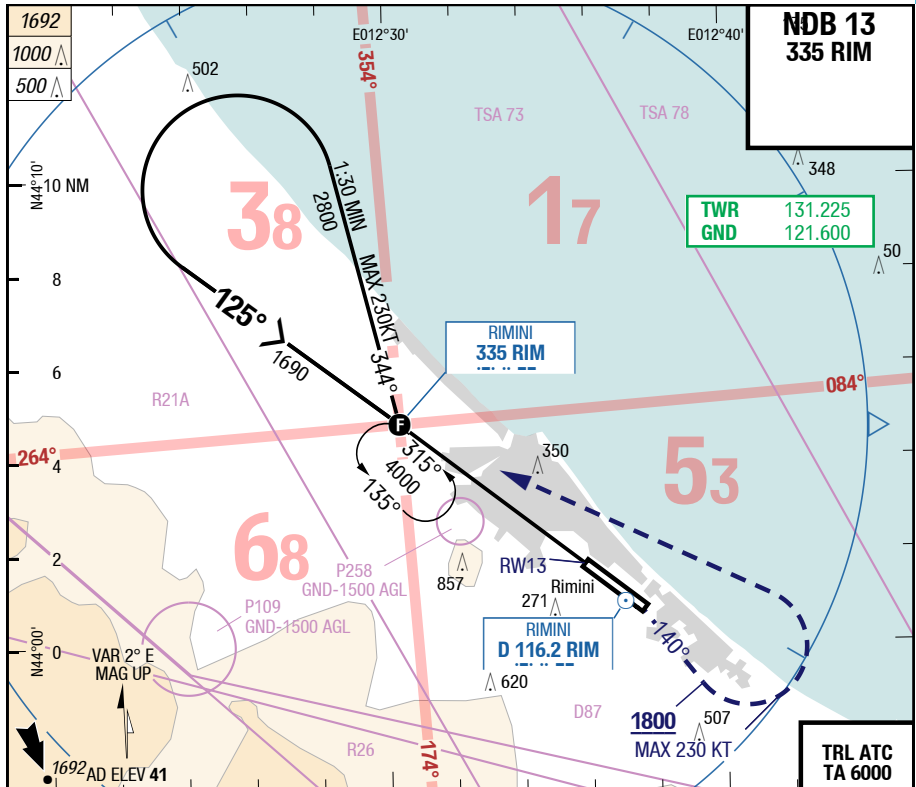 1692
1000
500
E012°30'
E012°40'
NDB 13
335 RIM
354°
502
TSA 73
TSA 78
348
N44°10'
10 NM
1:30 MIN
2800
MAX 230KT
344°
38
17
TWR 131.225
GND 121.600
50
8
125°
1690
RIMINI
335 RIM
6
R21A
084°
F
264°
4
315°
4000
135°
350
53
68
2
P258
GND-1500 AGL
857
RW13
Rimini
271
P109
GND-1500 AGL
RIMINI
D 116.2 RIM
140°
N44°00'
0
VAR 2° E
MAG UP
620
D87
1800
MAX 230 KT
507
R26
174°
1692
AD ELEV 41
TRL ATC
TA 6000